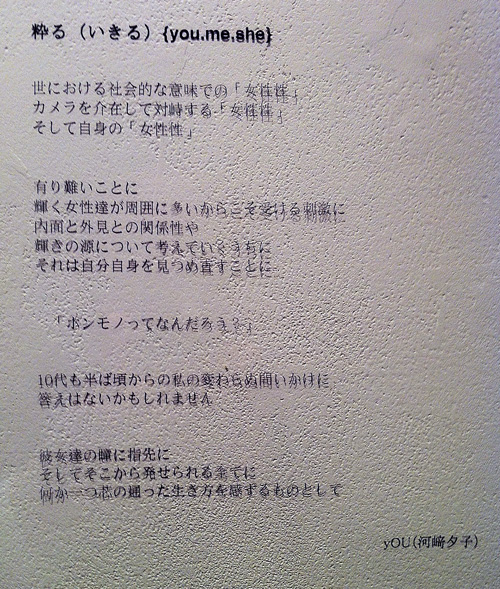 粋る（いきる）{you.me.she}
世における社会的な意味での「女性性」
カメラを介在して対峙する「女性性」
そして自身の「女性性」
有り難いことに
輝く女性達が周囲に多いからこそ受ける刺激に
内面と外見との関係性や
輝きの源について考えていくうちに
それは自分自身を見つめ直すことに
「ホンモノってなんだろう？」
10代も半ば頃からの私の変わらぬ問いかけに
答えはないかもしれません
彼女達の瞳に指先に
そしてそこから発せられる全てに
何か一つ芯の通った生き方を感ずるものとして
yOU（河﨑夕子）